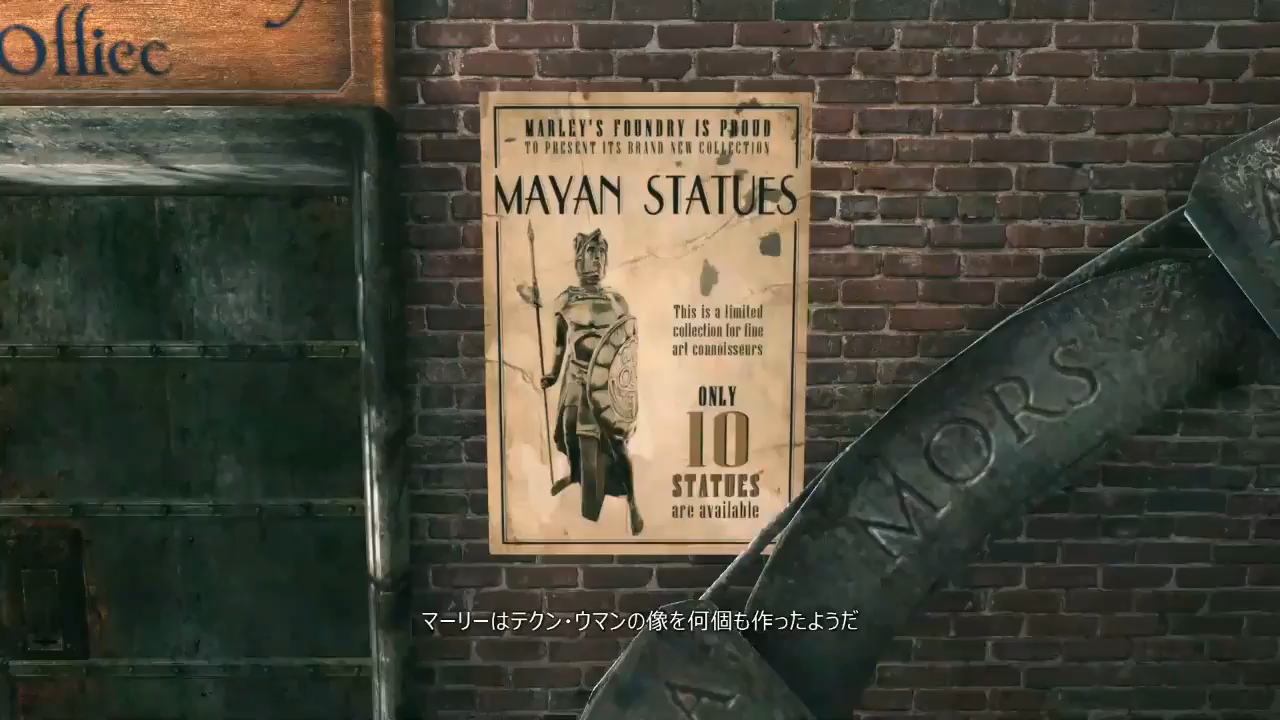 Office
MARLEY'S FOUNDRY IS PROUD
TO PRESENT ITS BRAND NEW COLLECTION
MAYAN STATUES
This is a limited
collection for fine
art connoisseurs
ONLY
10
STATUES
are available
MORS
A
マーリーはテクン・ウマンの像を何個も作ったようだ